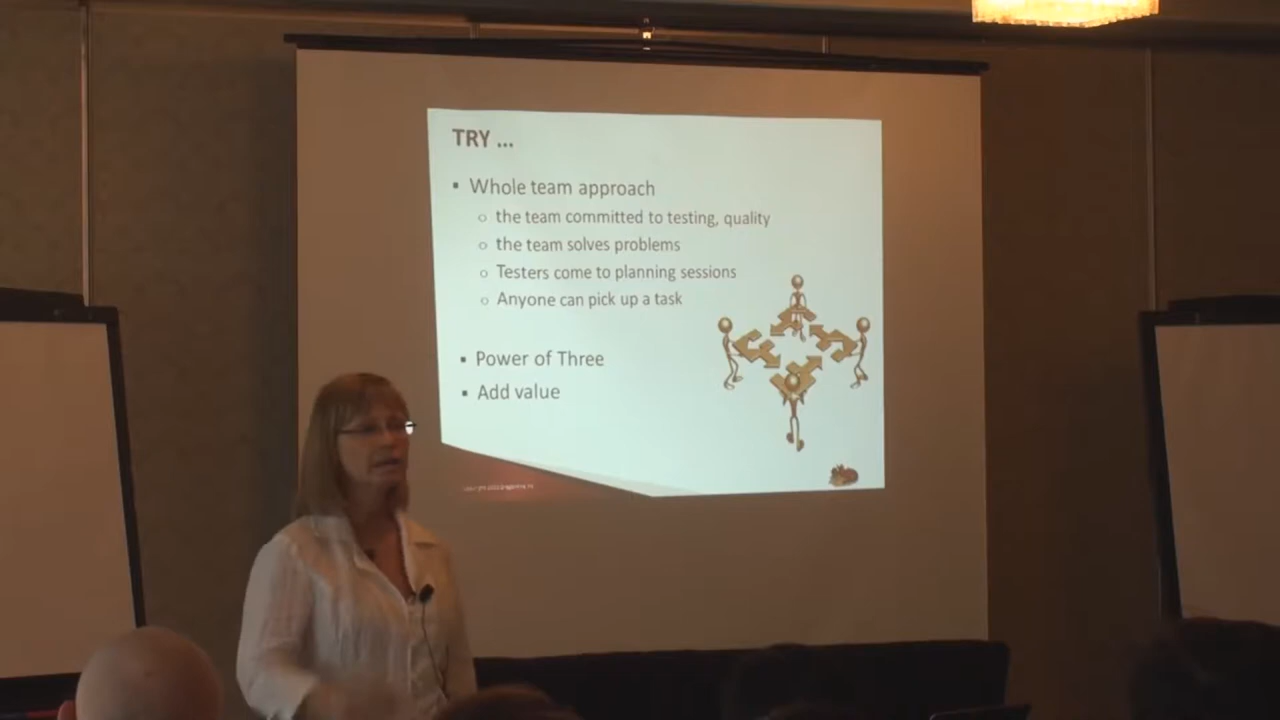 TRY ...
▪ Whole team approach
o the team committed to testing, quality
o the team solves problems
o Testers come to planning sessions
o Anyone can pick up a task
▪ Power of Three
▪ Add value